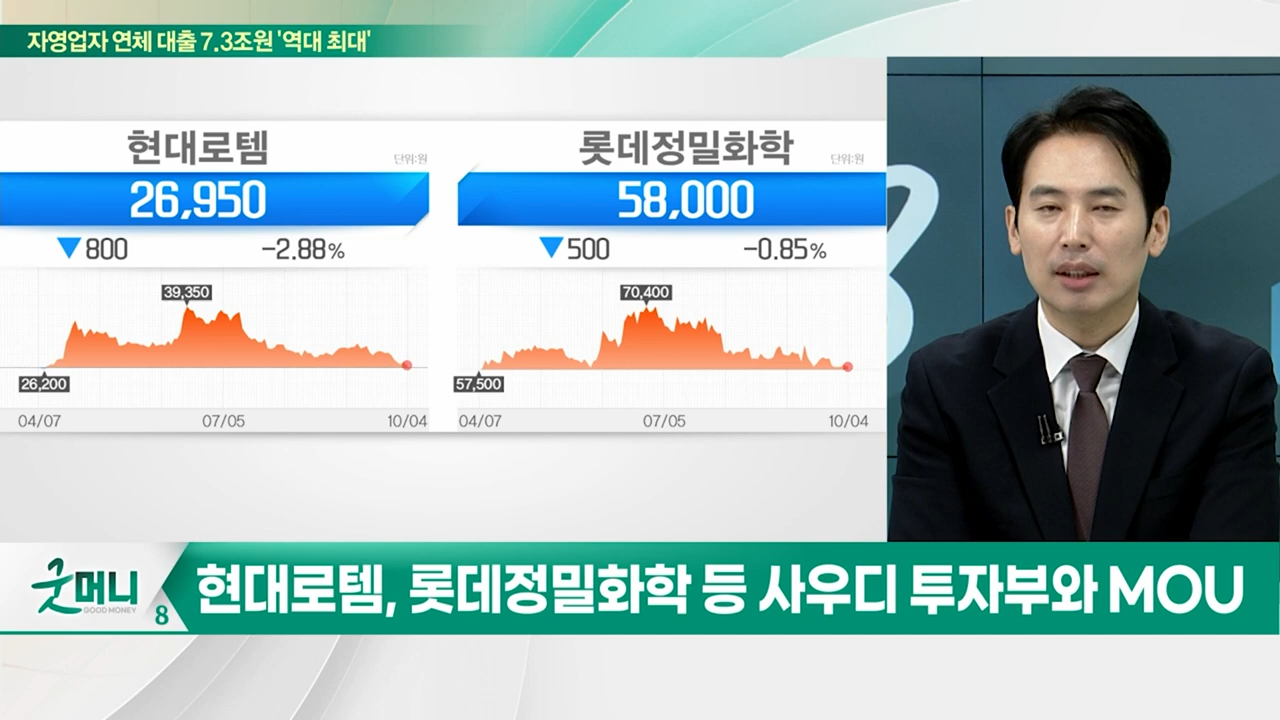 자영업자 연체 대출 7.3조원 '역대 최대'
현대로템
단위:원
26,950
▼800 -2.88%
39,350
26,200
04/07 07/05 10/04
롯데정밀화학
단위:원
58,000
▼500 -0.85%
70,400
57,500
04/07 07/05 10/04
굿머니
GOOD MONEY
8
현대로템, 롯데정밀화학 등 사우디 투자부와 MOU